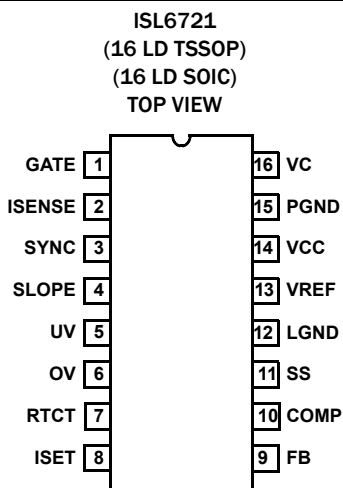 ISL6721
(16 LD TSSOP)
(16 LD SOIC)
TOP VIEW
GATE 1 16 VC
ISENSE 2 15 PGND
SYNC 3 14 VCC
SLOPE 4 13 VREF
UV 5 12 LGND
OV 6 11 SS
RTCT 7 10 COMP
ISET 8 9 FB